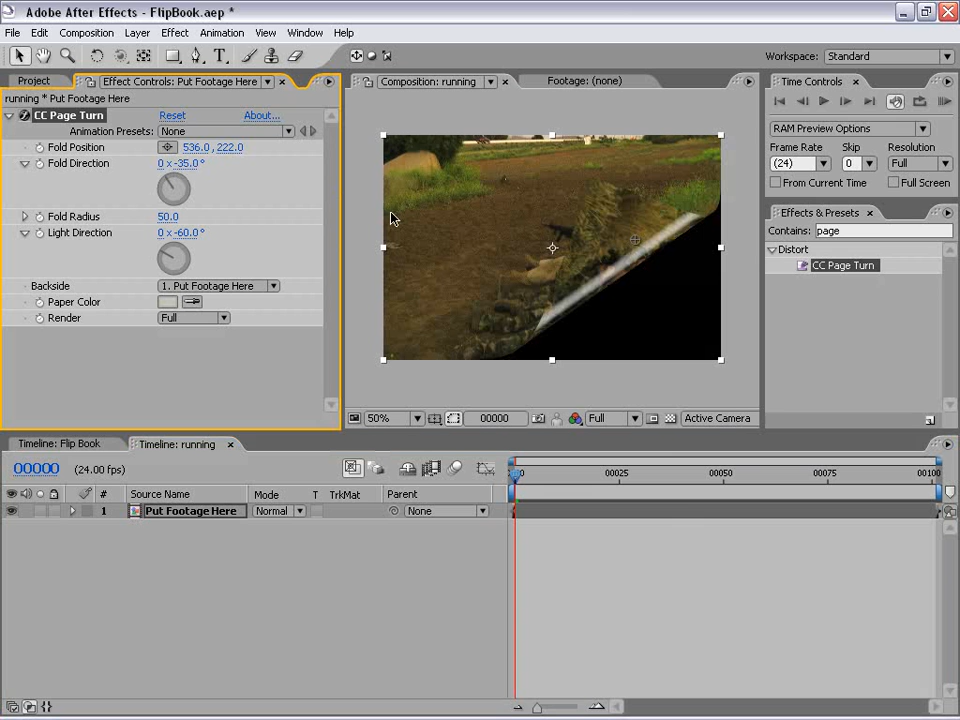 Adobe After Effects - FlipBook.aep *
File Edit Composition Layer Effect Animation View Window Help
Workspace: Standard
Project Effect Controls: Put Footage Here Composition: running Footage: (none) Time Controls
running * Put Footage Here
CC Page Turn Reset About...
Animation Presets: None
RAM Preview Options
Fold Position 536.0, 222.0
Frame Rate Skip Resolution
Fold Direction 0 x -35.0°
(24) 0 Full
From Current Time Full Screen
Effects & Presets
Fold Radius 50.0
Contains: page
Light Direction 0 x -60.0°
Distort
CC Page Turn
Backside 1. Put Footage Here
Paper Color
Render Full
50% 00000 Full Active Camera
Timeline: Flip Book Timeline: running
00000 (24.00 fps)
00025 00050 00075 00100
# Source Name Mode T TrkMat Parent
1 Put Footage Here Normal None